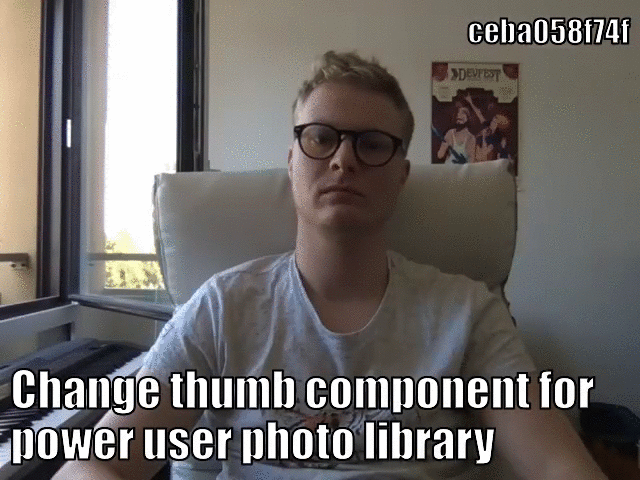 ceba058f74f
DEVFEST
Change thumb component for
power user photo library